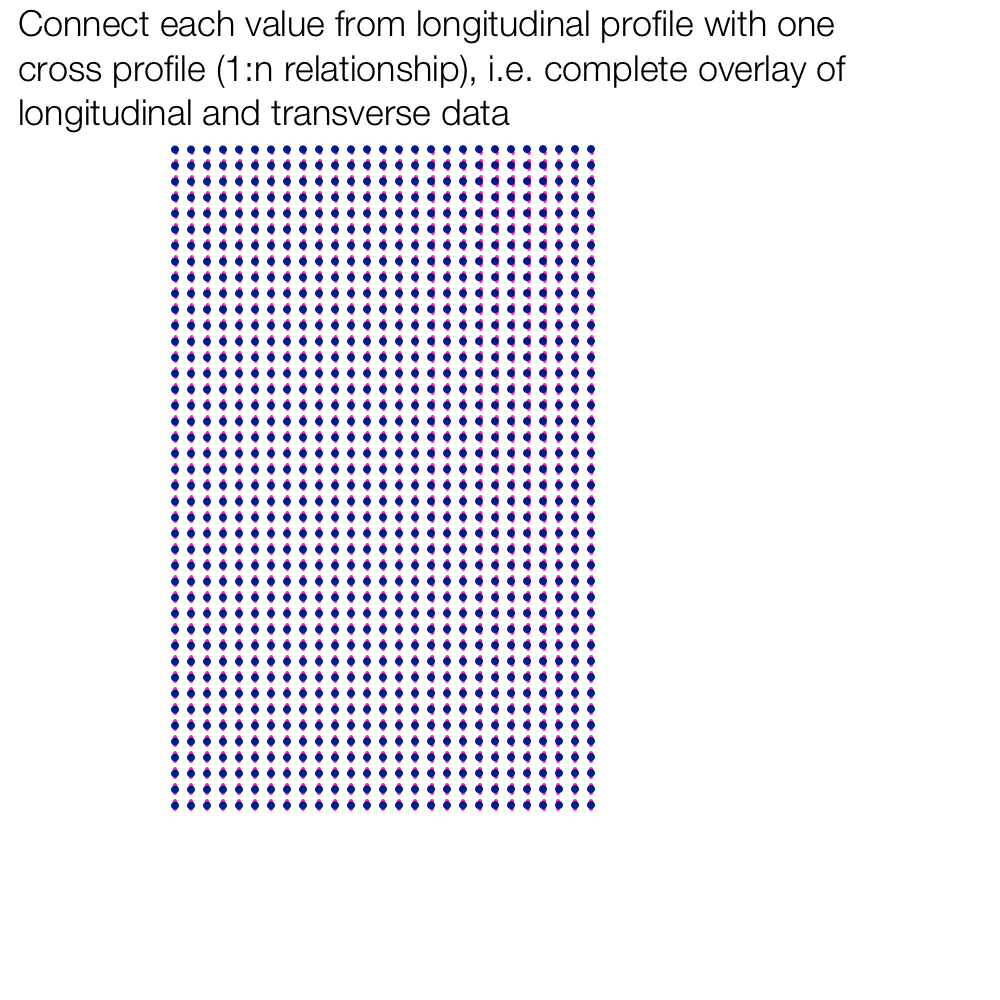 Connect each value from longitudinal profile with one
cross profile (1:n relationship), i.e. complete overlay of
longitudinal and transverse data